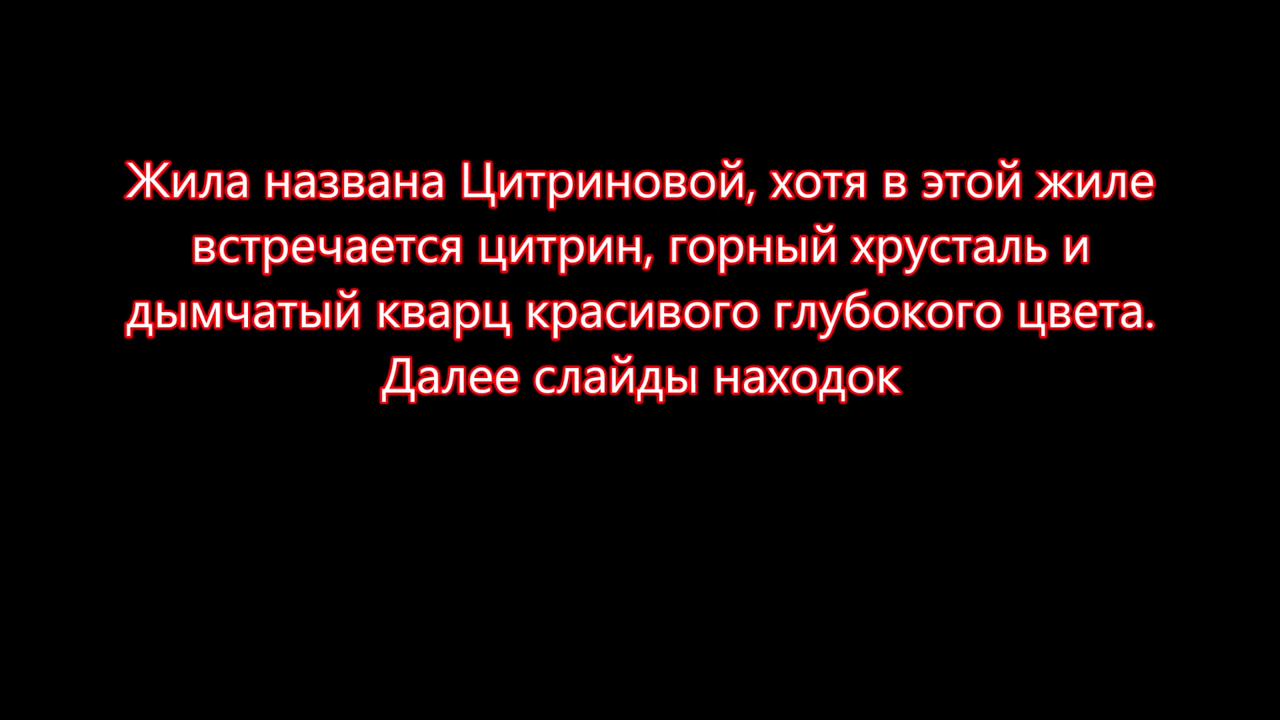 Жила названа Цитриновой, хотя в этой жиле
встречается цитрин, горный хрусталь и
дымчатый кварц красивого глубокого цвета.
Далее слайды находок